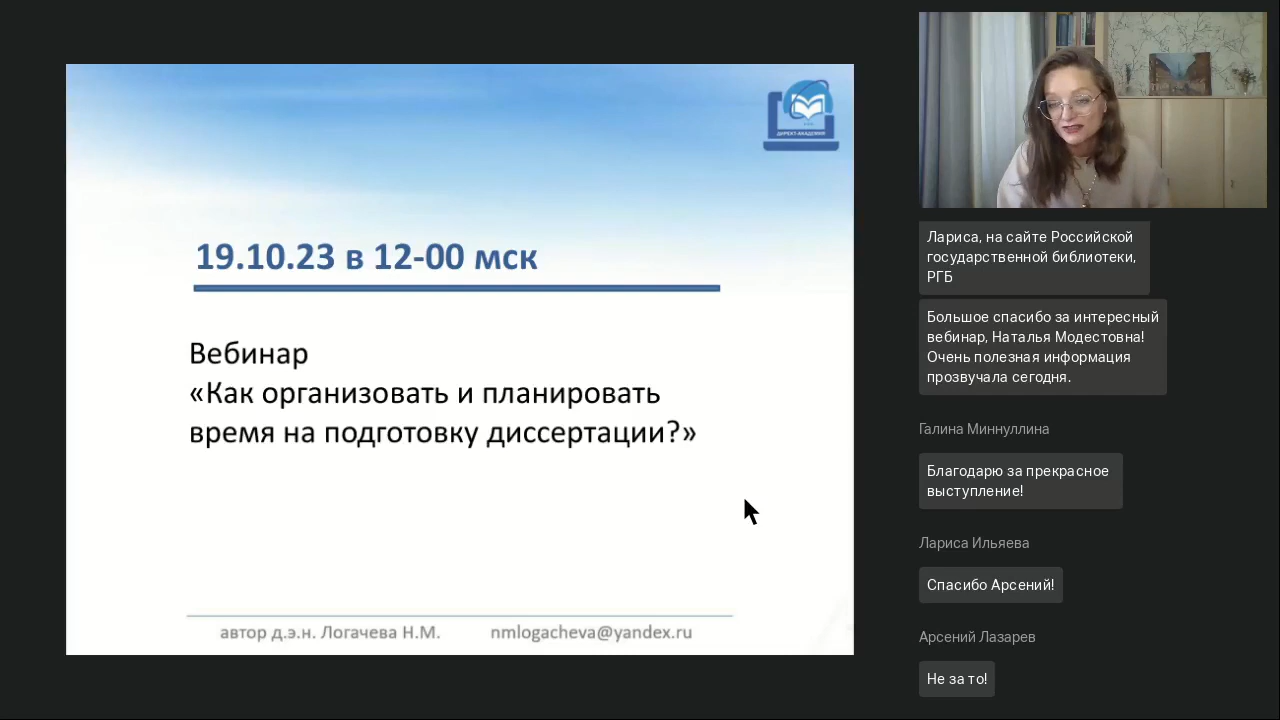 ДИРЕКТ-АКАДЕМИЯ
19.10.23 в 12-00 мск
Вебинар
«Как организовать и планировать
время на подготовку диссертации?»
автор д.э.н. Логачева Н.М. nmlogacheva@yandex.ru
Лариса, на сайте Российской
государственной библиотеки,
РГБ
Большое спасибо за интересный
вебинар, Наталья Модестовна!
Очень полезная информация
прозвучала сегодня.
Галина Миннуллина
Благодарю за прекрасное
выступление!
Лариса Ильяева
Спасибо Арсений!
Арсений Лазарев
Не за то!